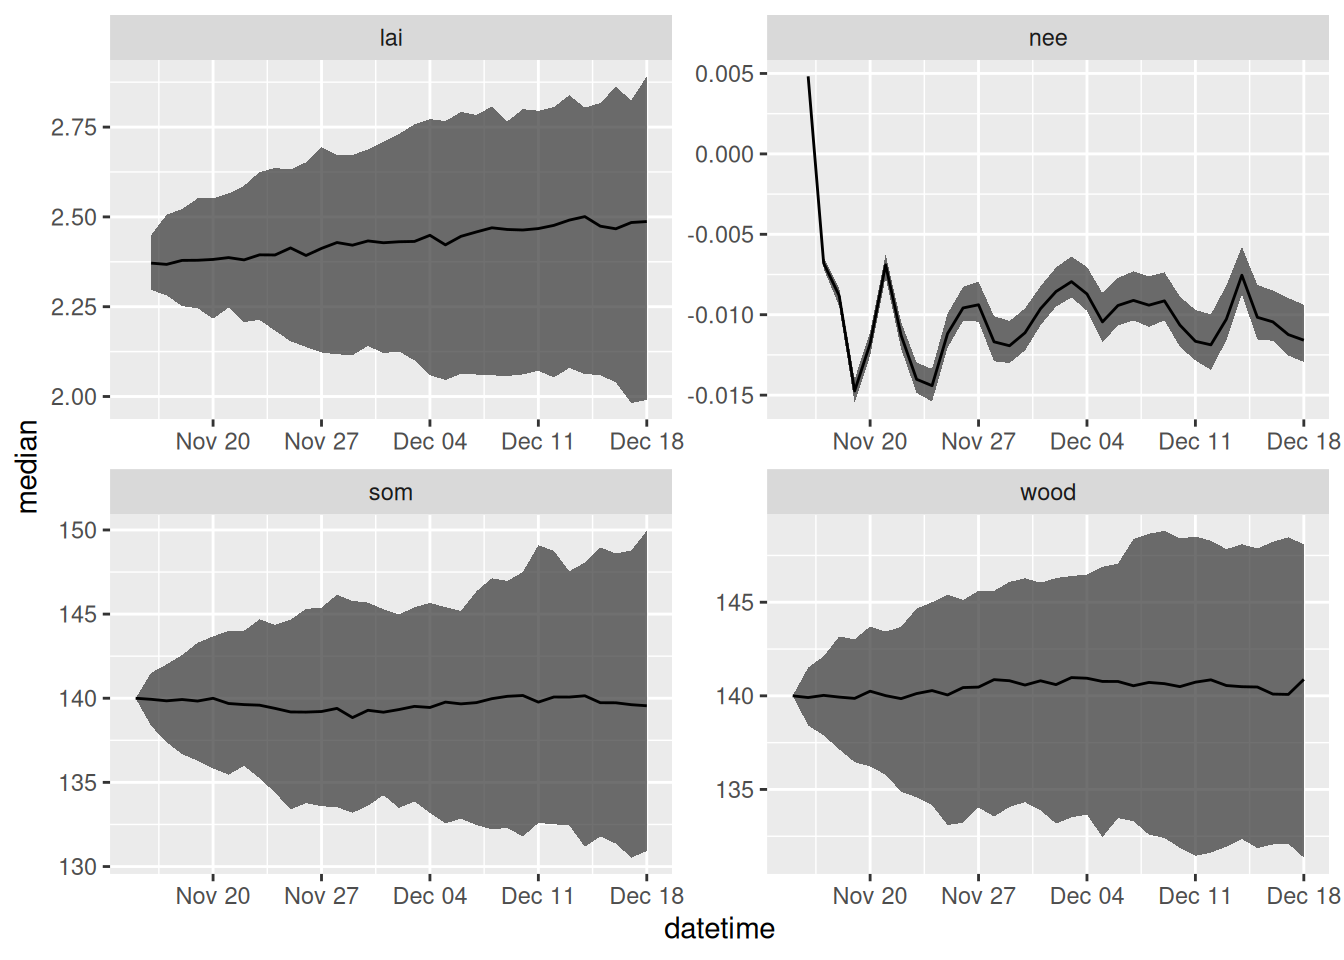 lai
nee
2.75
2.50
2.25
2.00
0.005
0.000
-0.005
-0.010
-0.015
Nov 20 Nov 27 Dec 04 Dec 11 Dec 18
Nov 20 Nov 27 Dec 04 Dec 11 Dec 18
median
som
wood
150
145
140
135
130
145
140
135
Nov 20 Nov 27 Dec 04 Dec 11 Dec 18
Nov 20 Nov 27 Dec 04 Dec 11 Dec 18
datetime